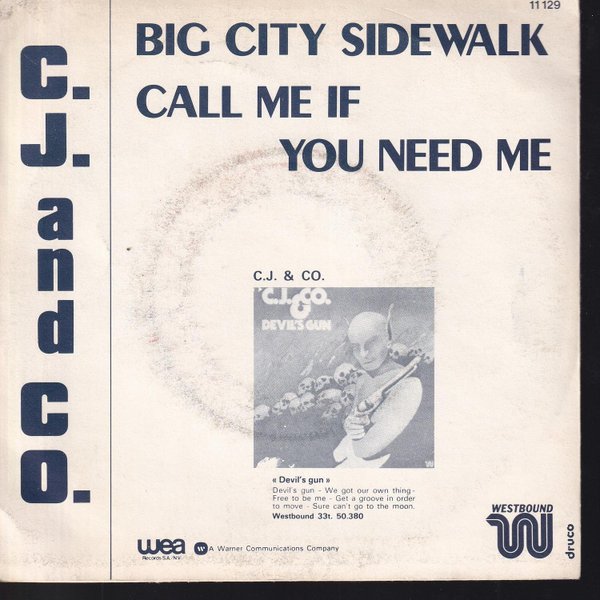 11129
BIG CITY SIDEWALK
CALL ME IF
YOU NEED ME
C.J. and CO.
C.J. & CO.
C.J.&CO.
DEVIL'S GUN
« Devil's gun »
Devil's gun - We got our own thing -
Free to be me - Get a groove in order
to move - Sure can't go to the moon.
Westbound 33t. 50.380
wea
Records S.A./N.V.
A Warner Communications Company
WESTBOUND
W
druco